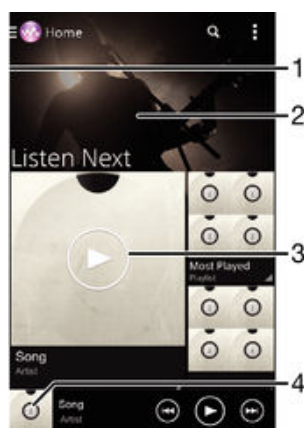 Home
1
2
Listen Next
3
Most Played
Playlist
Song
Artist
4
Song
Artist